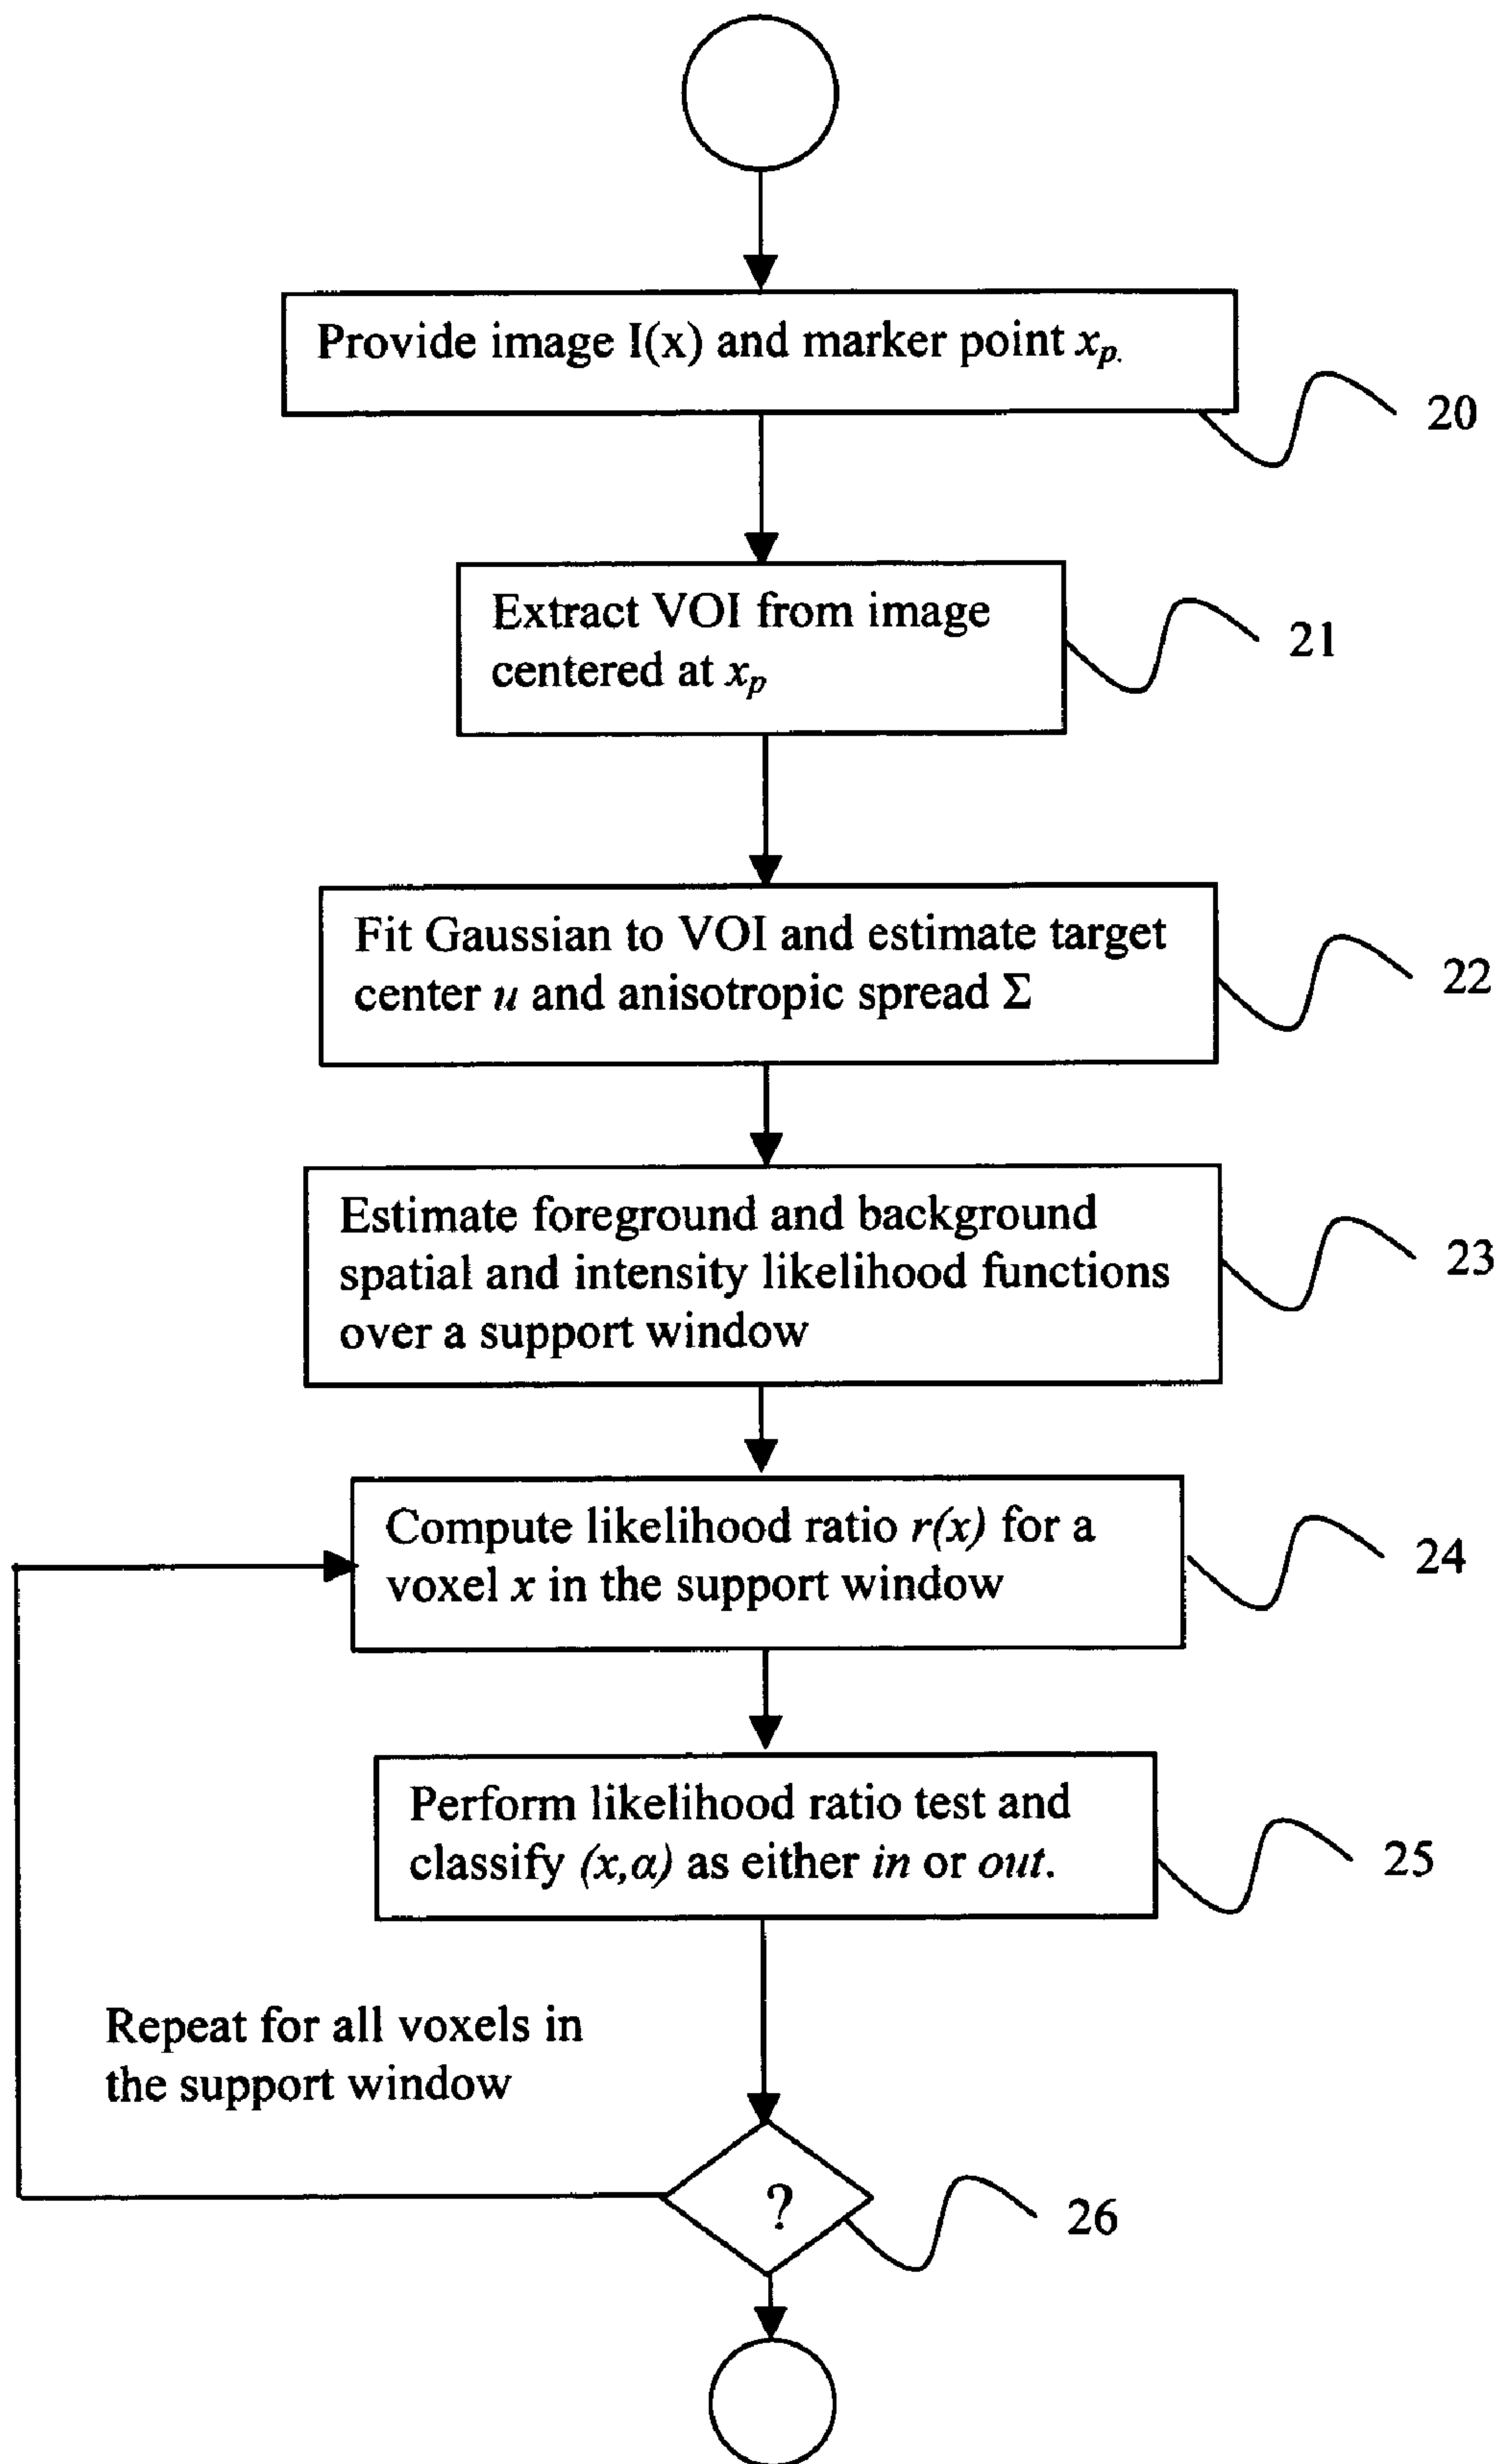 Provide image I(x) and marker point xp.
20
Extract VOI from image
centered at xp
21
Fit Gaussian to VOI and estimate target
center u and anisotropic spread Σ
22
Estimate foreground and background
spatial and intensity likelihood functions
over a support window
23
Compute likelihood ratio r(x) for a
voxel x in the support window
24
Perform likelihood ratio test and
classify (x,α) as either in or out.
25
Repeat for all voxels in
the support window
?
26